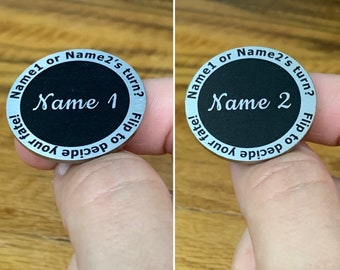 Name1 or Name2's turn?
Name 1
Flip to decide your fate!
Name1 or Name2's turn?
Name 2
Flip to decide your fate!